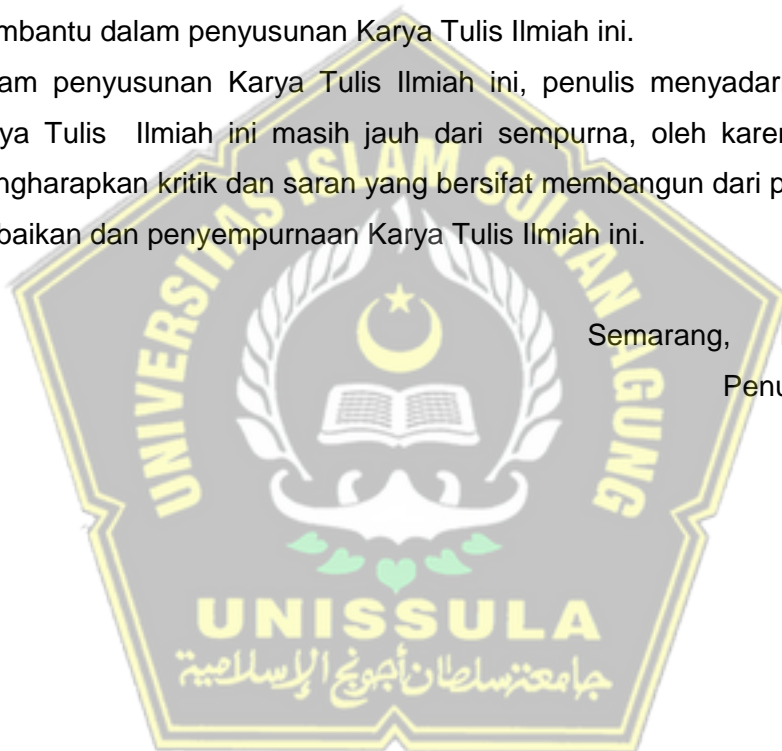 mbantu dalam penyusunan Karya Tulis Ilmiah ini.
am penyusunan Karya Tulis Ilmiah ini, penulis menyadar
ya Tulis Ilmiah ini masih jauh dari sempurna, oleh karen
ngharapkan kritik dan saran yang bersifat membangun dari p
baikan dan penyempurnaan Karya Tulis Ilmiah ini.
UNIVERSITAS ISLAM SULTAN AGUNG
Semarang,
Penu
UNISSULA
جامعتنسلطان أجونج الإسلامية